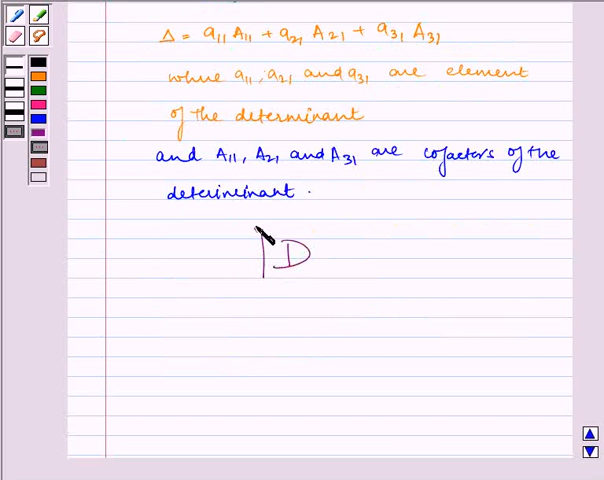 Δ = a₁₁ A₁₁ + a₂₁ A₂₁ + a₃₁ A₃₁
where a₁₁, a₂₁ and a₃₁ are element
of the determinant
and A₁₁, A₂₁ and A₃₁ are cofactors of the
determinant.
|D